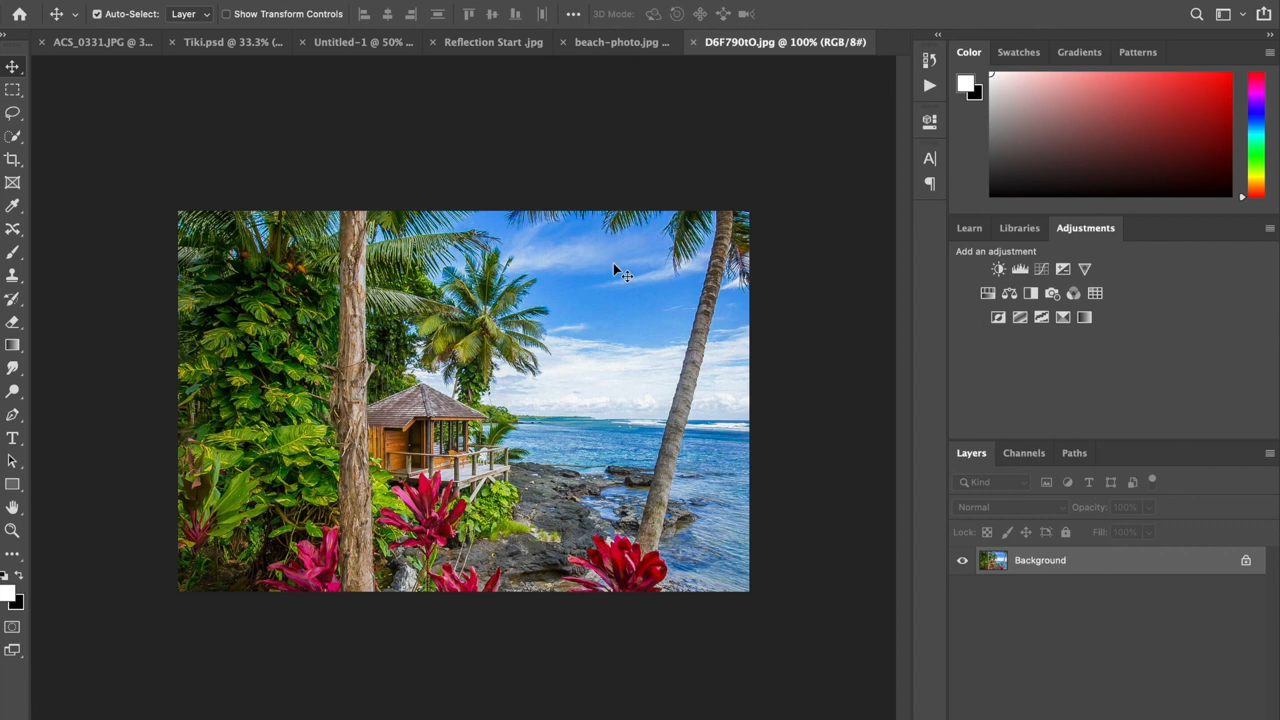 Auto-Select: Layer Show Transform Controls 3D Mode:
ACS_0331.JPG @ 3... Tiki.psd @ 33.3% (... Untitled-1 @ 50% ... Reflection Start .jpg beach-photo.jpg ... D6F790tO.jpg @ 100% (RGB/8#)
Color Swatches Gradients Patterns
Learn Libraries Adjustments
Add an adjustment
Layers Channels Paths
Kind
Normal Opacity: 100%
Lock: Fill: 100%
Background